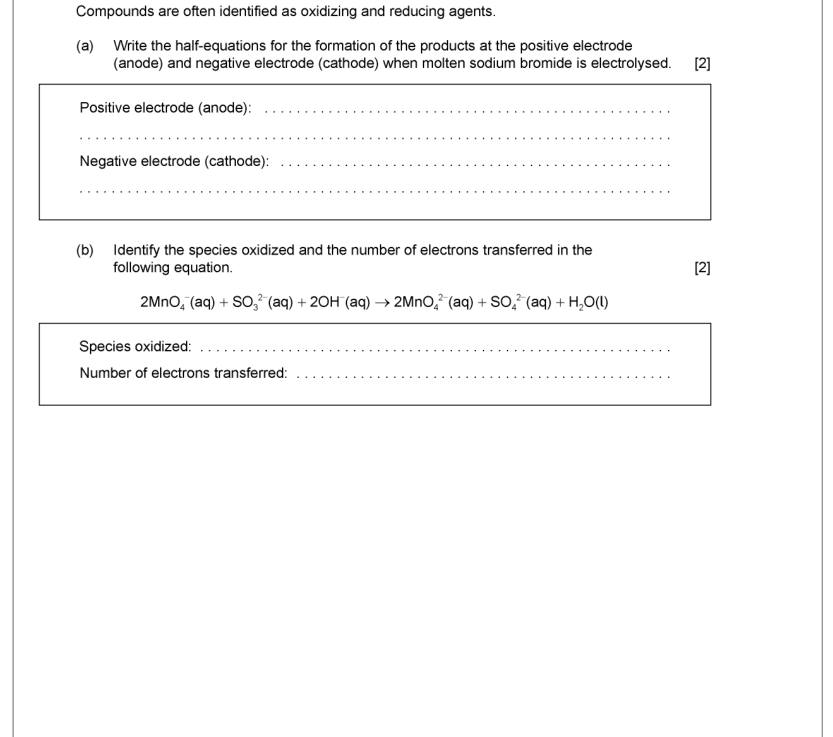 Compounds are often identified as oxidizing and reducing agents.
(a) Write the half-equations for the formation of the products at the positive electrode
(anode) and negative electrode (cathode) when molten sodium bromide is electrolysed. [2]
Positive electrode (anode): . . . . . . . . . . . . . . . . . . . . . . . . . . . . . . . . . . . . . . . . . . . . . . . . . .
. . . . . . . . . . . . . . . . . . . . . . . . . . . . . . . . . . . . . . . . . . . . . . . . . . . . . . . . . . . . . . . . . . . . . . . .
Negative electrode (cathode): . . . . . . . . . . . . . . . . . . . . . . . . . . . . . . . . . . . . . . . . . . . . . . . .
. . . . . . . . . . . . . . . . . . . . . . . . . . . . . . . . . . . . . . . . . . . . . . . . . . . . . . . . . . . . . . . . . . . . . . . .
(b) Identify the species oxidized and the number of electrons transferred in the
following equation. [2]
2MnO₄⁻(aq) + SO₃²⁻(aq) + 2OH⁻(aq) → 2MnO₄²⁻(aq) + SO₄²⁻(aq) + H₂O(l)
Species oxidized: . . . . . . . . . . . . . . . . . . . . . . . . . . . . . . . . . . . . . . . . . . . . . . . . . . . . . . . . . .
Number of electrons transferred: . . . . . . . . . . . . . . . . . . . . . . . . . . . . . . . . . . . . . . . . . . . . . .